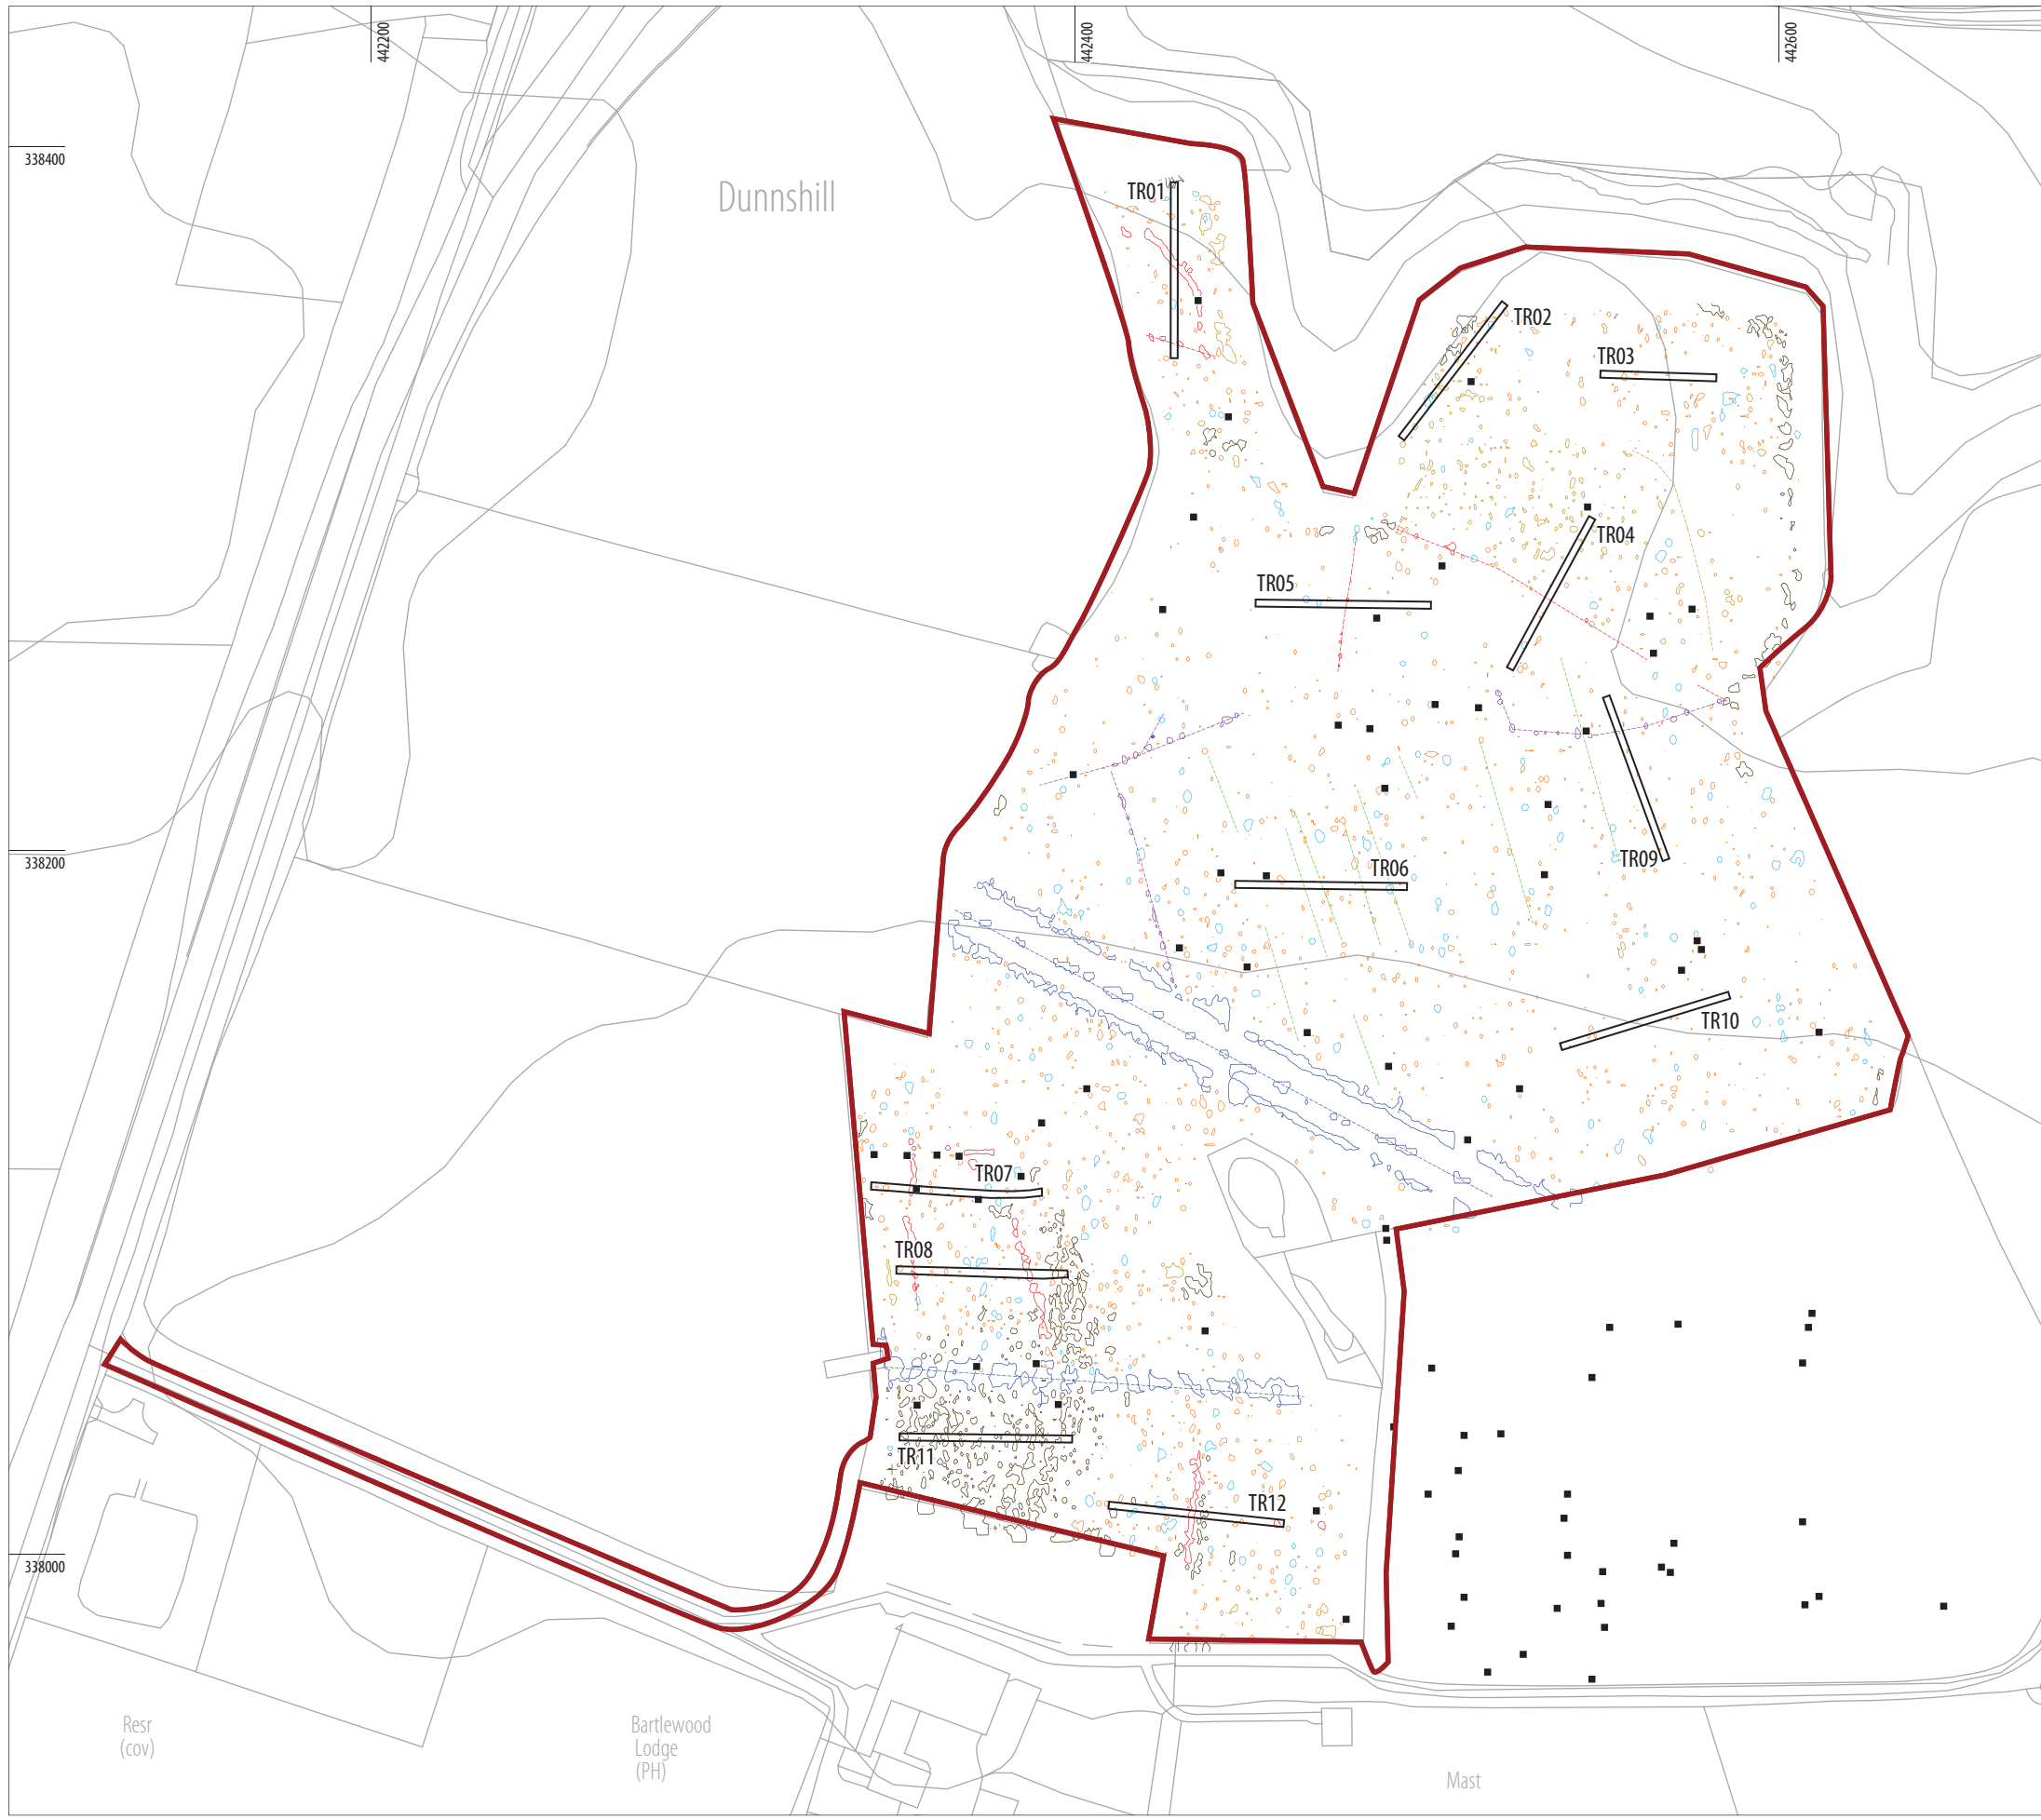 442200
442400
442600
338400
Dunnshill
TR01
TR02
TR03
TR04
TR05
338200
TR09
TR06
TR10
TR07
TR08
TR11
TR12
338000
Resr
(cov)
Bartlewood
Lodge
(PH)
Mast